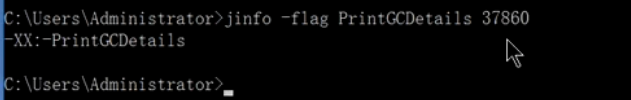 C:\Users\Administrator>jinfo -flag PrintGCDetails 37860
-XX:-PrintGCDetails
C:\Users\Administrator>_